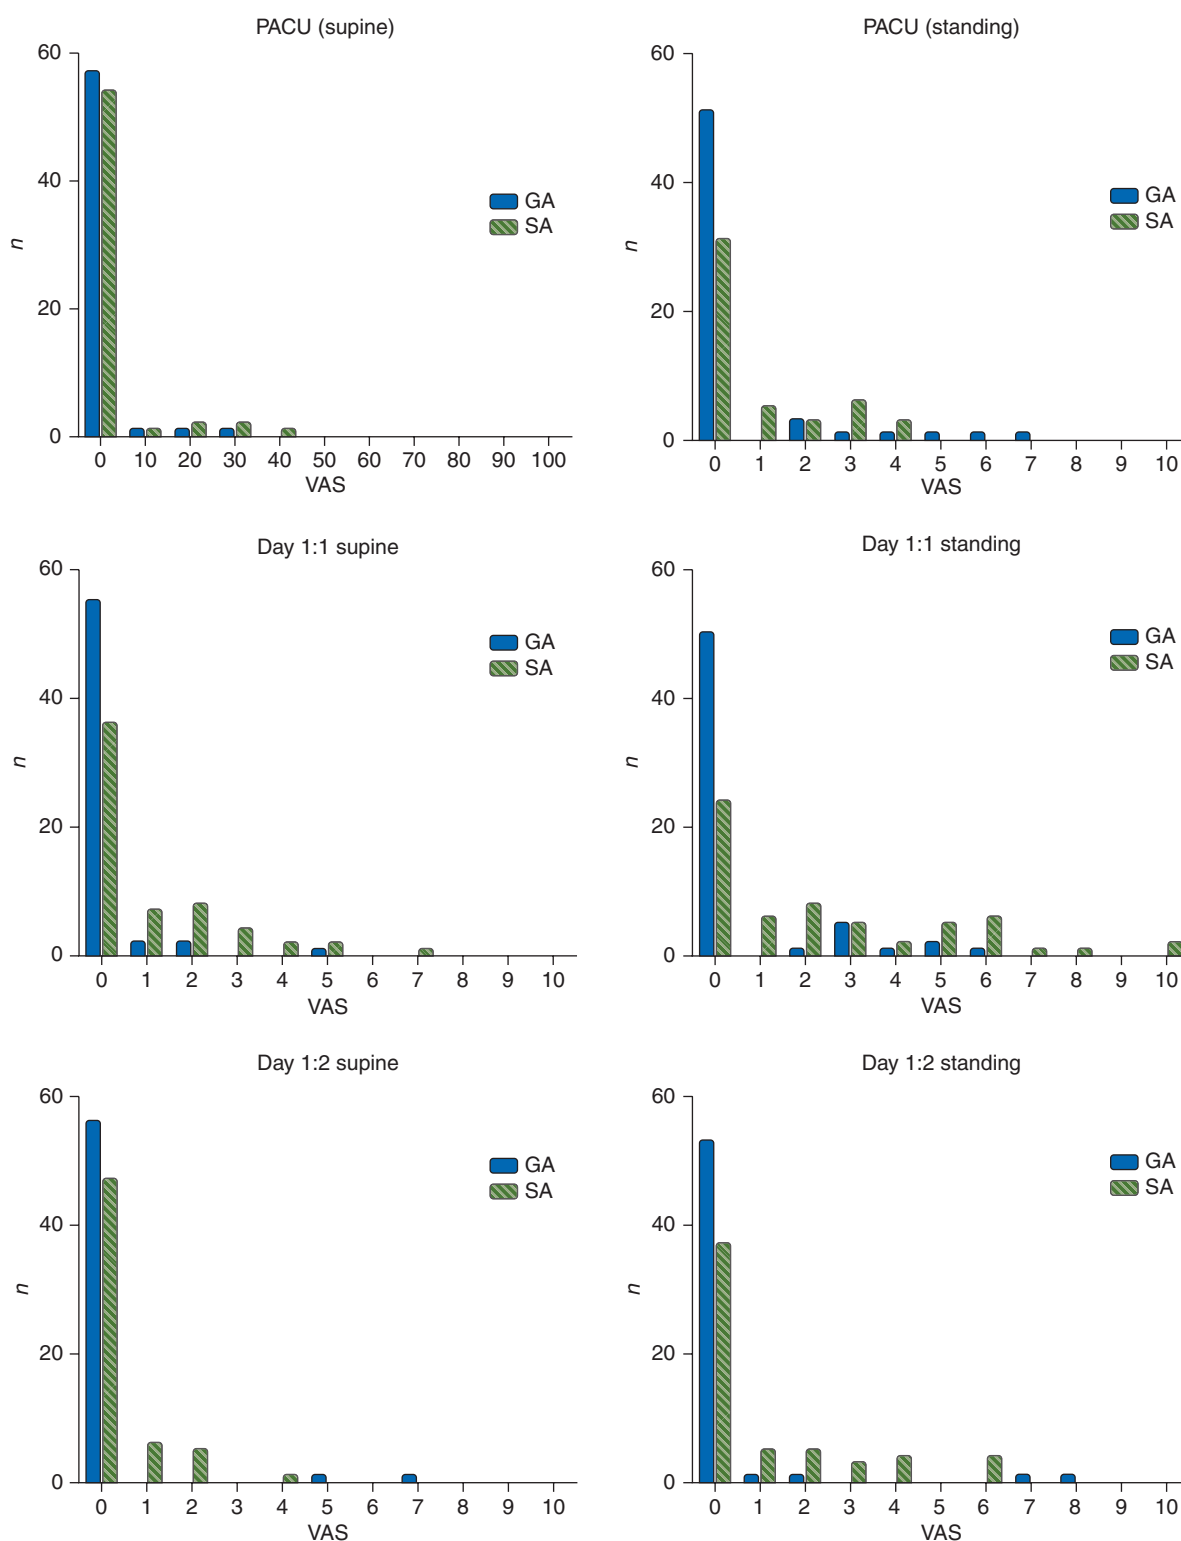 PACU (supine)
60
40
20
0
n
GA
SA
0 10 20 30 40 50 60 70 80 90 100
VAS
PACU (standing)
60
40
20
0
n
GA
SA
0 1 2 3 4 5 6 7 8 9 10
VAS
Day 1:1 supine
60
40
20
0
n
GA
SA
0 1 2 3 4 5 6 7 8 9 10
VAS
Day 1:1 standing
60
40
20
0
n
GA
SA
0 1 2 3 4 5 6 7 8 9 10
VAS
Day 1:2 supine
60
40
20
0
n
GA
SA
0 1 2 3 4 5 6 7 8 9 10
VAS
Day 1:2 standing
60
40
20
0
n
GA
SA
0 1 2 3 4 5 6 7 8 9 10
VAS